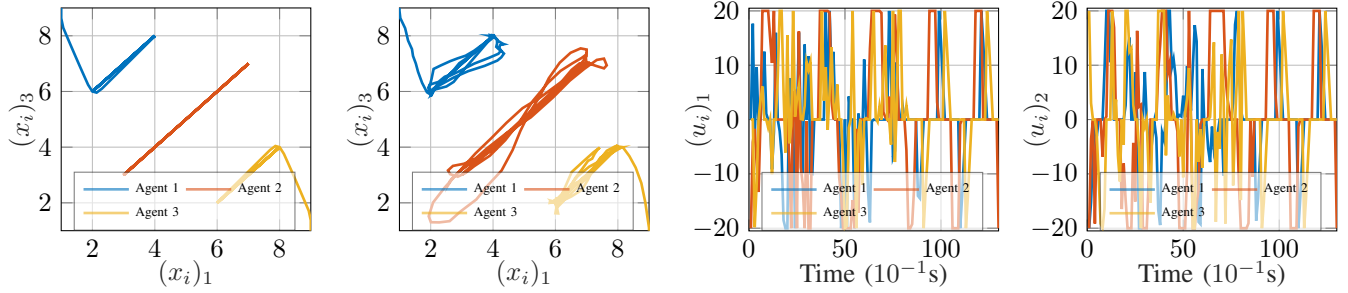 8
6
4
2
2 4 6 8
(x_i)_1
(x_i)_3
Agent 1 Agent 2
Agent 3
8
6
4
2
2 4 6 8
(x_i)_1
(x_i)_3
Agent 1 Agent 2
Agent 3
20
10
0
−10
−20
0 50 100
Time (10^{−1}s)
(u_i)_1
Agent 1 Agent 2
Agent 3
20
10
0
−10
−20
0 50 100
Time (10^{−1}s)
(u_i)_2
Agent 1 Agent 2
Agent 3